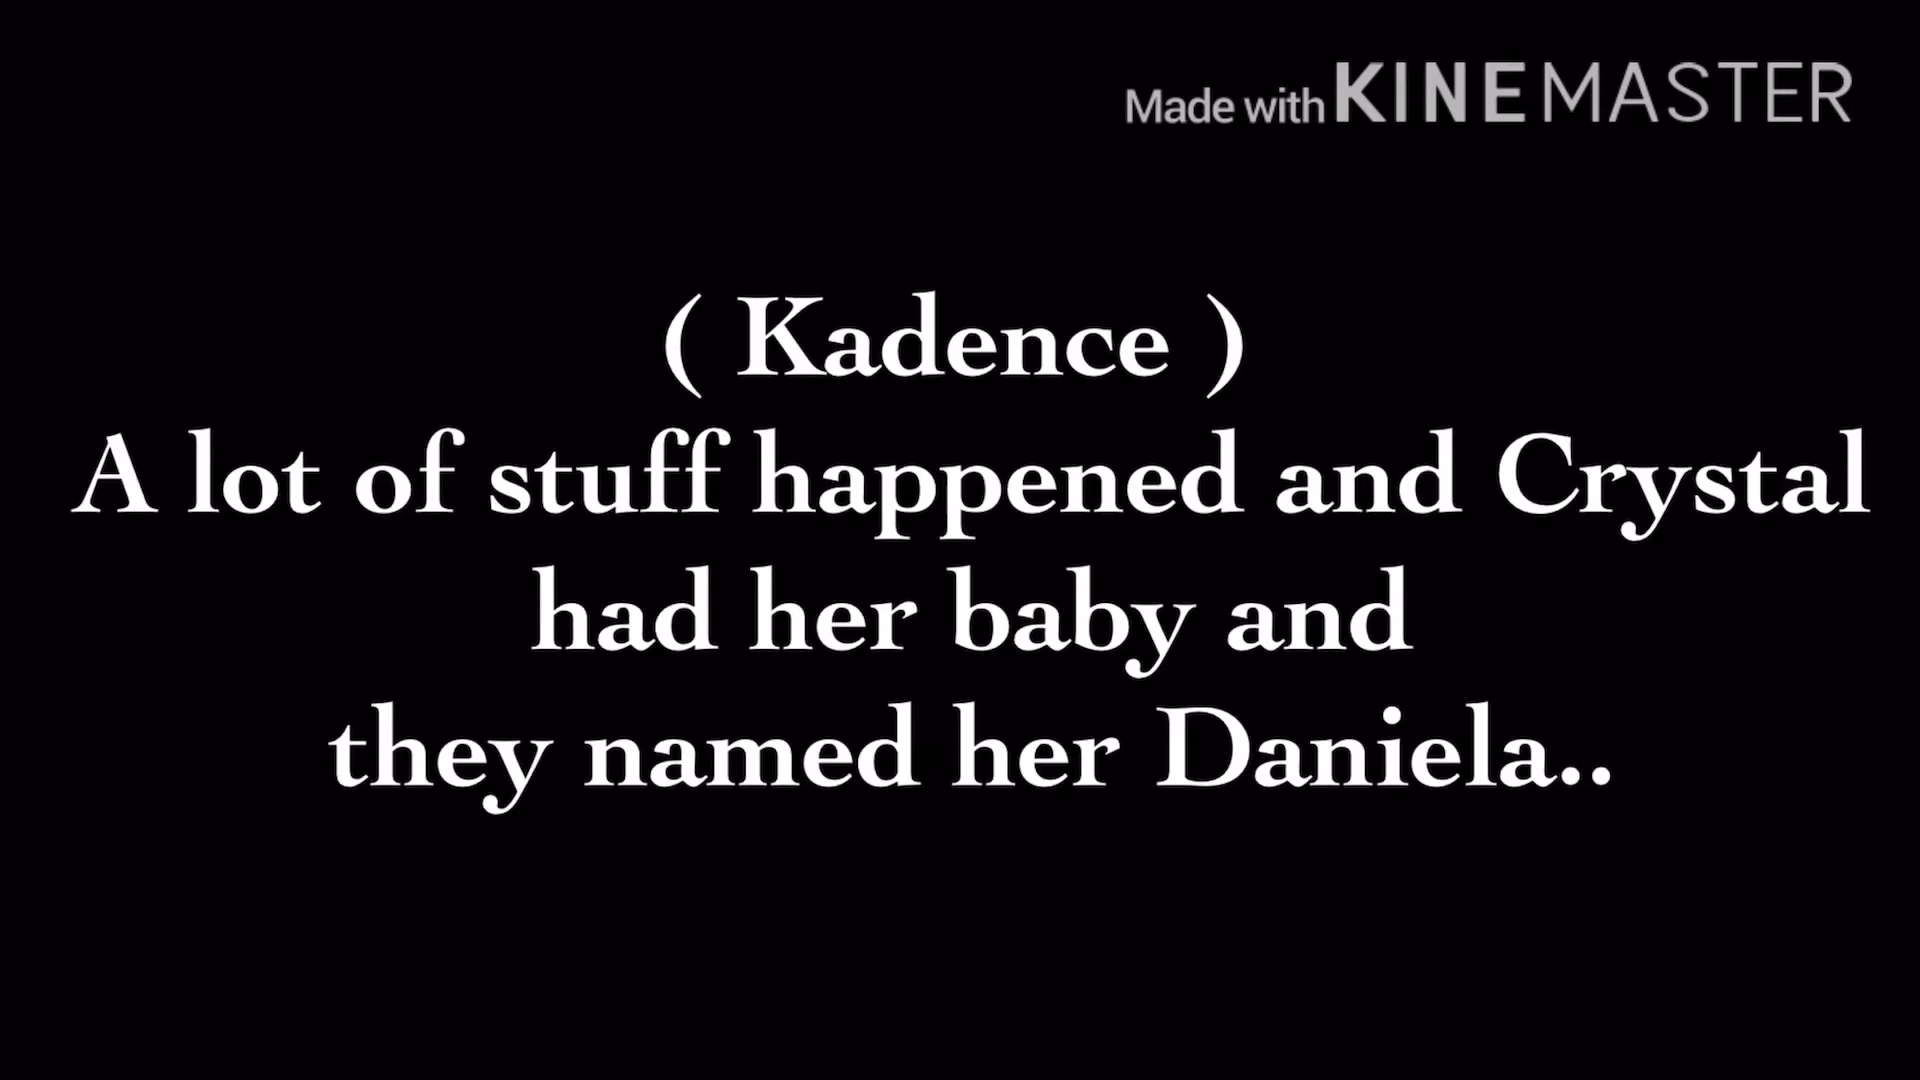 Made with KINEMASTER
( Kadence )
A lot of stuff happened and Crystal
had her baby and
they named her Daniela..